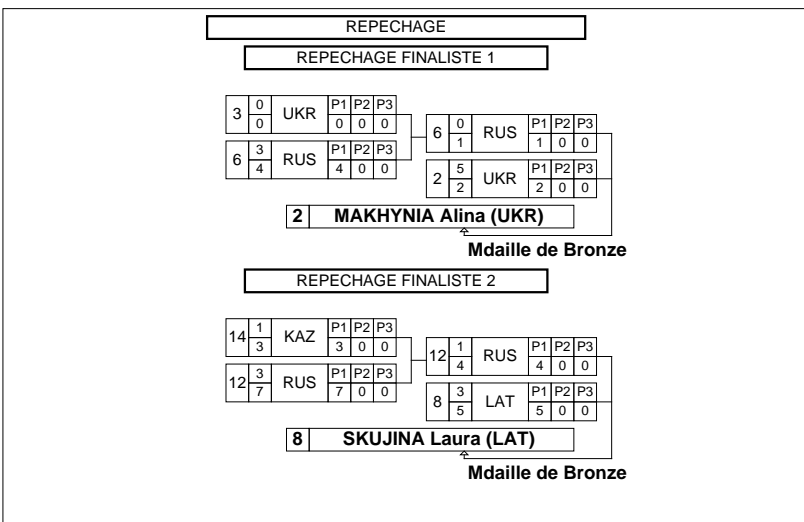 REPECHAGE
REPECHAGE FINALISTE 1
3 0 0 UKR P1 P2 P3 0 0 0
6 3 4 RUS P1 P2 P3 4 0 0
6 0 1 RUS P1 P2 P3 1 0 0
2 5 2 UKR P1 P2 P3 2 0 0
2 MAKHYNIA Alina (UKR)
Mdaille de Bronze
REPECHAGE FINALISTE 2
14 1 3 KAZ P1 P2 P3 3 0 0
12 3 7 RUS P1 P2 P3 7 0 0
12 1 4 RUS P1 P2 P3 4 0 0
8 3 5 LAT P1 P2 P3 5 0 0
8 SKUJINA Laura (LAT)
Mdaille de Bronze